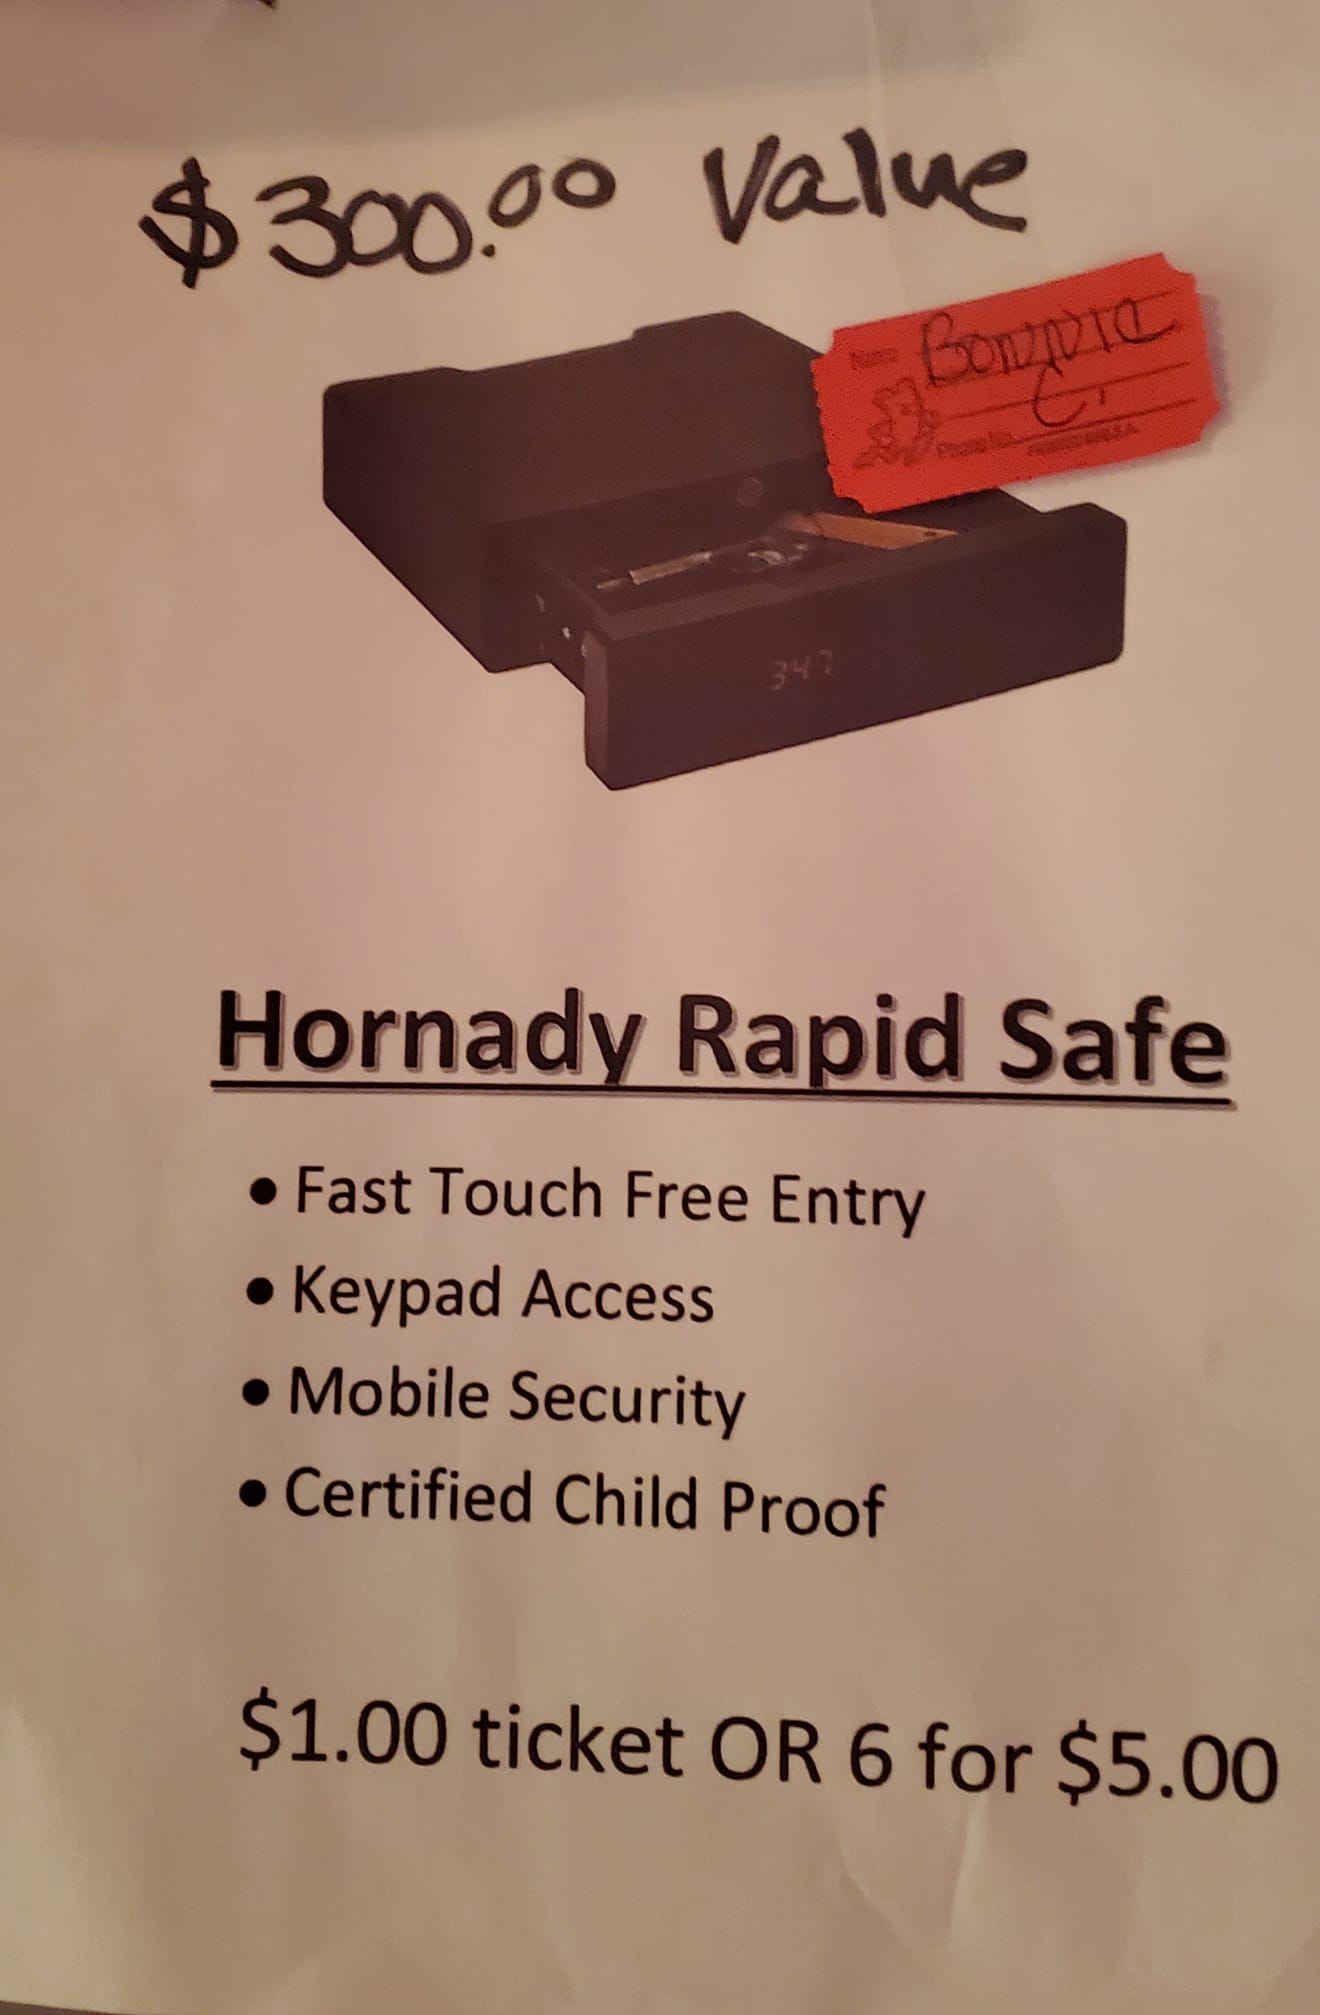 $300.00 Value
Name Bonnie
C.
347
Hornady Rapid Safe
• Fast Touch Free Entry
• Keypad Access
• Mobile Security
• Certified Child Proof
$1.00 ticket OR 6 for $5.00